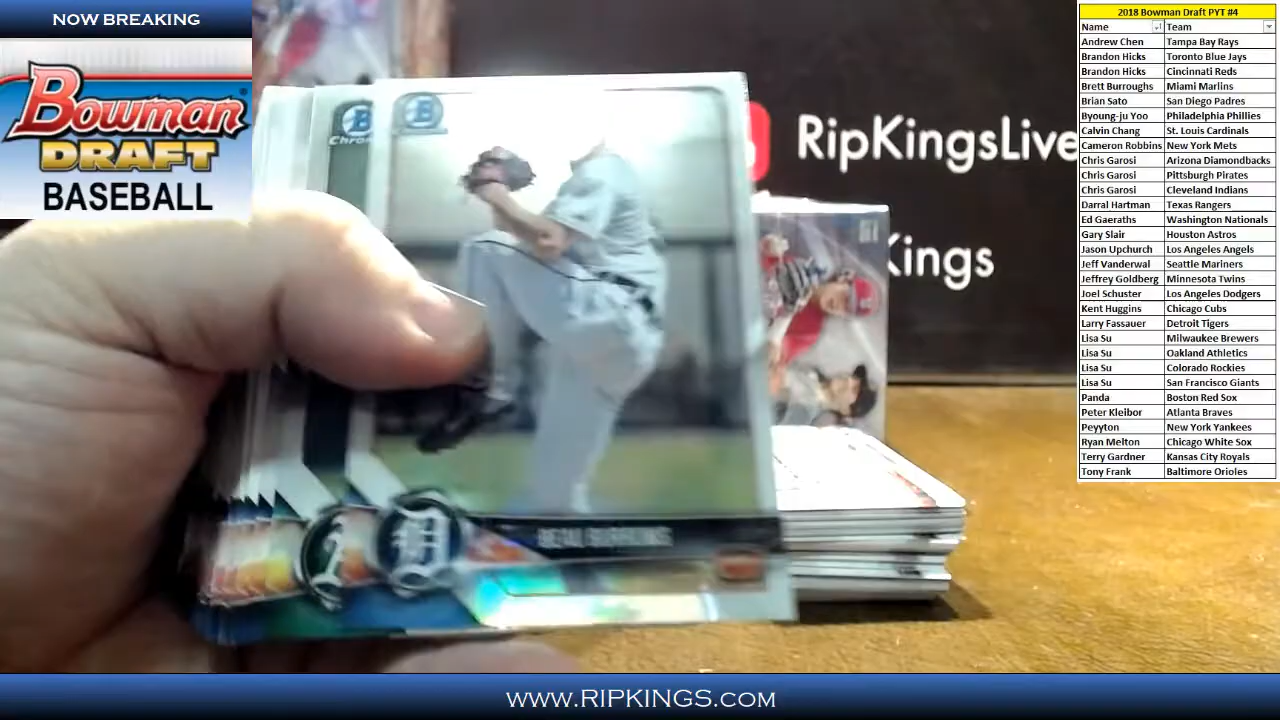 NOW BREAKING
Bowman
DRAFT
BASEBALL
RipKingsLive
Kings
B
Chro
B
D
BEAU BURROWS
2018 Bowman Draft PYT #4
Name Team
Andrew Chen Tampa Bay Rays
Brandon Hicks Toronto Blue Jays
Brandon Hicks Cincinnati Reds
Brett Burroughs Miami Marlins
Brian Sato San Diego Padres
Byoung-ju Yoo Philadelphia Phillies
Calvin Chang St. Louis Cardinals
Cameron Robbins New York Mets
Chris Garosi Arizona Diamondbacks
Chris Garosi Pittsburgh Pirates
Chris Garosi Cleveland Indians
Darral Hartman Texas Rangers
Ed Gaeraths Washington Nationals
Gary Slair Houston Astros
Jason Upchurch Los Angeles Angels
Jeff Vanderwal Seattle Mariners
Jeffrey Goldberg Minnesota Twins
Joel Schuster Los Angeles Dodgers
Kent Huggins Chicago Cubs
Larry Fassauer Detroit Tigers
Lisa Su Milwaukee Brewers
Lisa Su Oakland Athletics
Lisa Su Colorado Rockies
Lisa Su San Francisco Giants
Panda Boston Red Sox
Peter Kleibor Atlanta Braves
Peyyton New York Yankees
Ryan Melton Chicago White Sox
Terry Gardner Kansas City Royals
Tony Frank Baltimore Orioles
WWW.RIPKINGS.COM